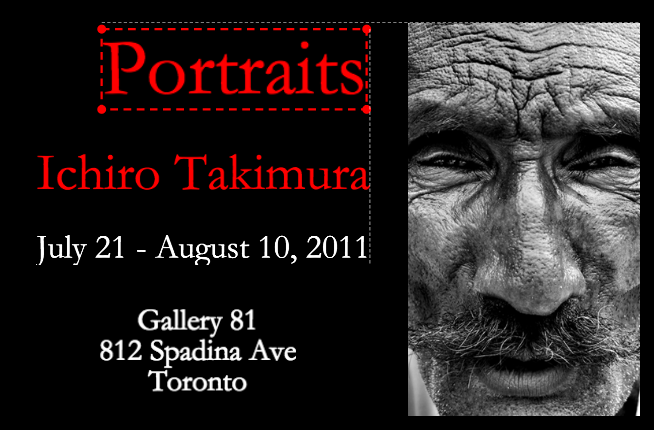 Portraits
Ichiro Takimura
July 21 - August 10, 2011
Gallery 81
812 Spadina Ave
Toronto